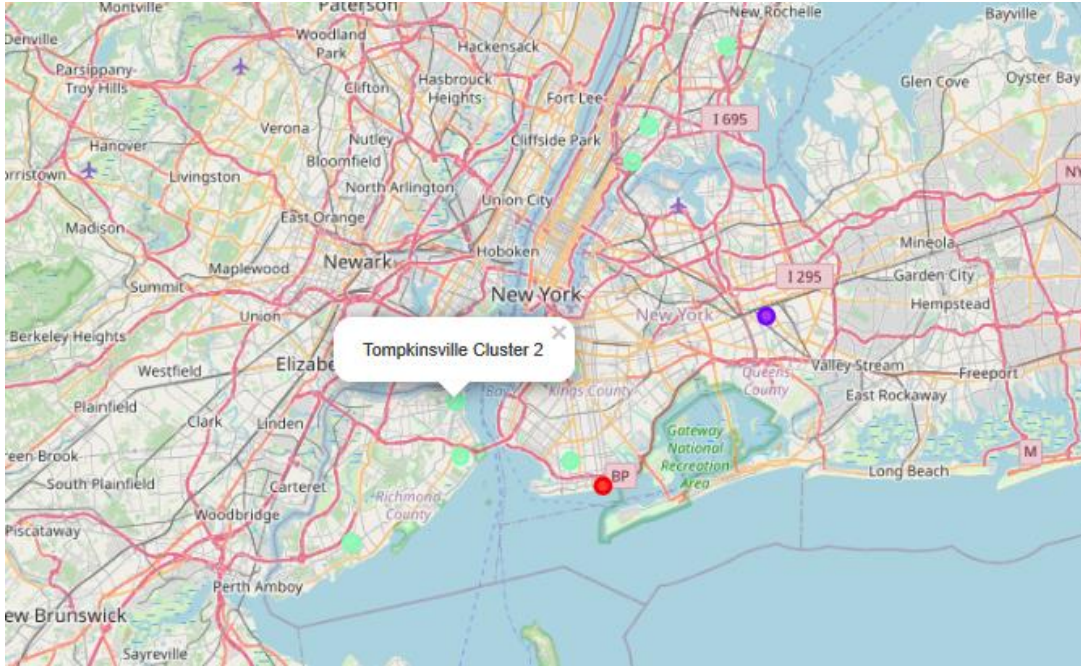 Montville
Paterson
New Rochelle
Bayville
Denville
Woodland
Park
Hackensack
Parsippany-
Troy Hills
Clifton
Hasbrouck
Heights
Fort Lee
Glen Cove
Oyster Bay
I 695
Verona
Nutley
Cliffside Park
Hanover
Bloomfield
orristown
Livingston
North Arlington
NY
Union City
East Orange
Madison
Mineola
Hoboken
Maplewood
Newark
I 295
Garden City
Summit
New York
Hempstead
Union
New York
Berkeley Heights
×
Tompkinsville Cluster 2
Elizabe
Westfield
Valley Stream
Queens
County
Freeport
Bay
Kings County
East Rockaway
Plainfield
Clark
Linden
Gateway
National
Recreation
Area
reen Brook
M
Long Beach
BP
South Plainfield
Carteret
Richmond
County
Woodbridge
Piscataway
Perth Amboy
ew Brunswick
Sayreville